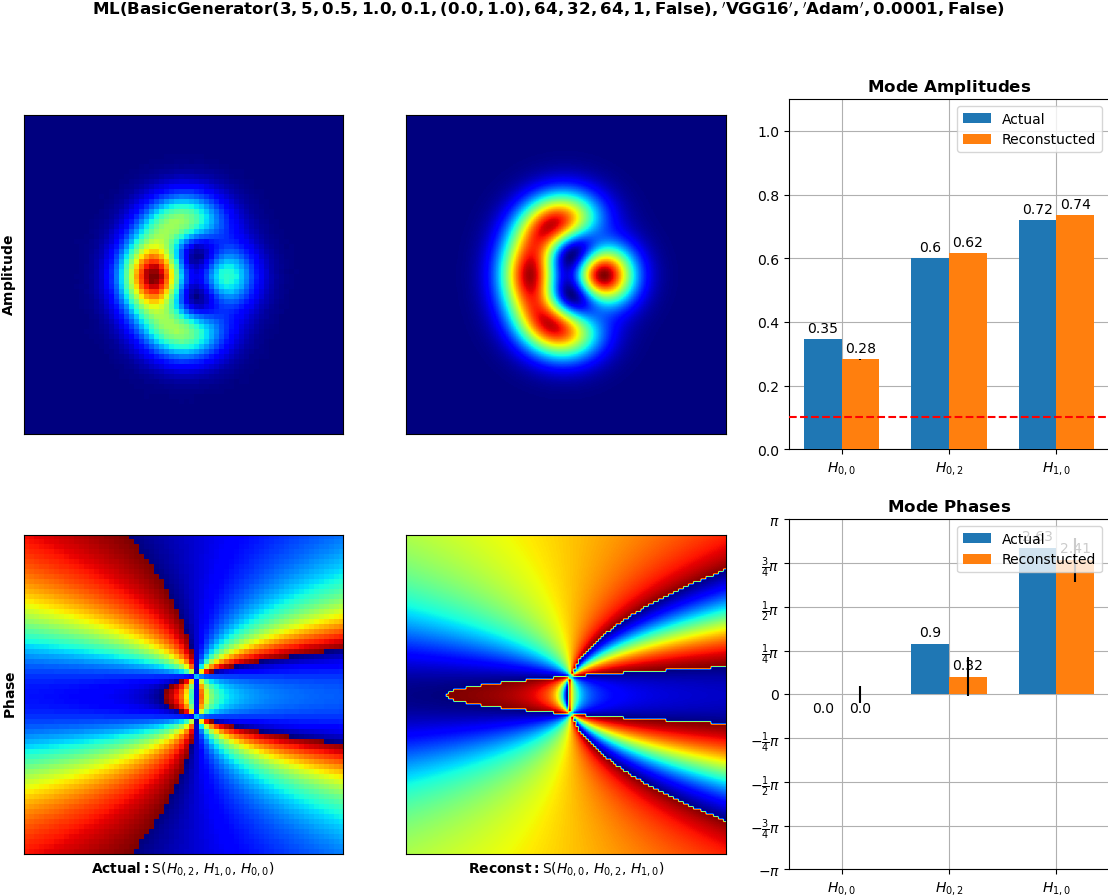 ML(BasicGenerator(3, 5, 0.5, 1.0, 0.1, (0.0, 1.0), 64, 32, 64, 1, False), ′VGG16′, ′Adam′, 0.0001, False)
Amplitude
Mode Amplitudes
Actual
Reconstucted
1.0
0.8
0.6
0.4
0.2
0.0
0.35
0.28
0.6
0.62
0.72
0.74
H0,0
H0,2
H1,0
Phase
Actual: S(H0,2, H1,0, H0,0)
Reconst: S(H0,0, H0,2, H1,0)
Mode Phases
Actual
Reconstucted
π
3/4π
1/2π
1/4π
0
−1/4π
−1/2π
−3/4π
−π
0.0
0.0
0.9
0.32
2.41
H0,0
H0,2
H1,0